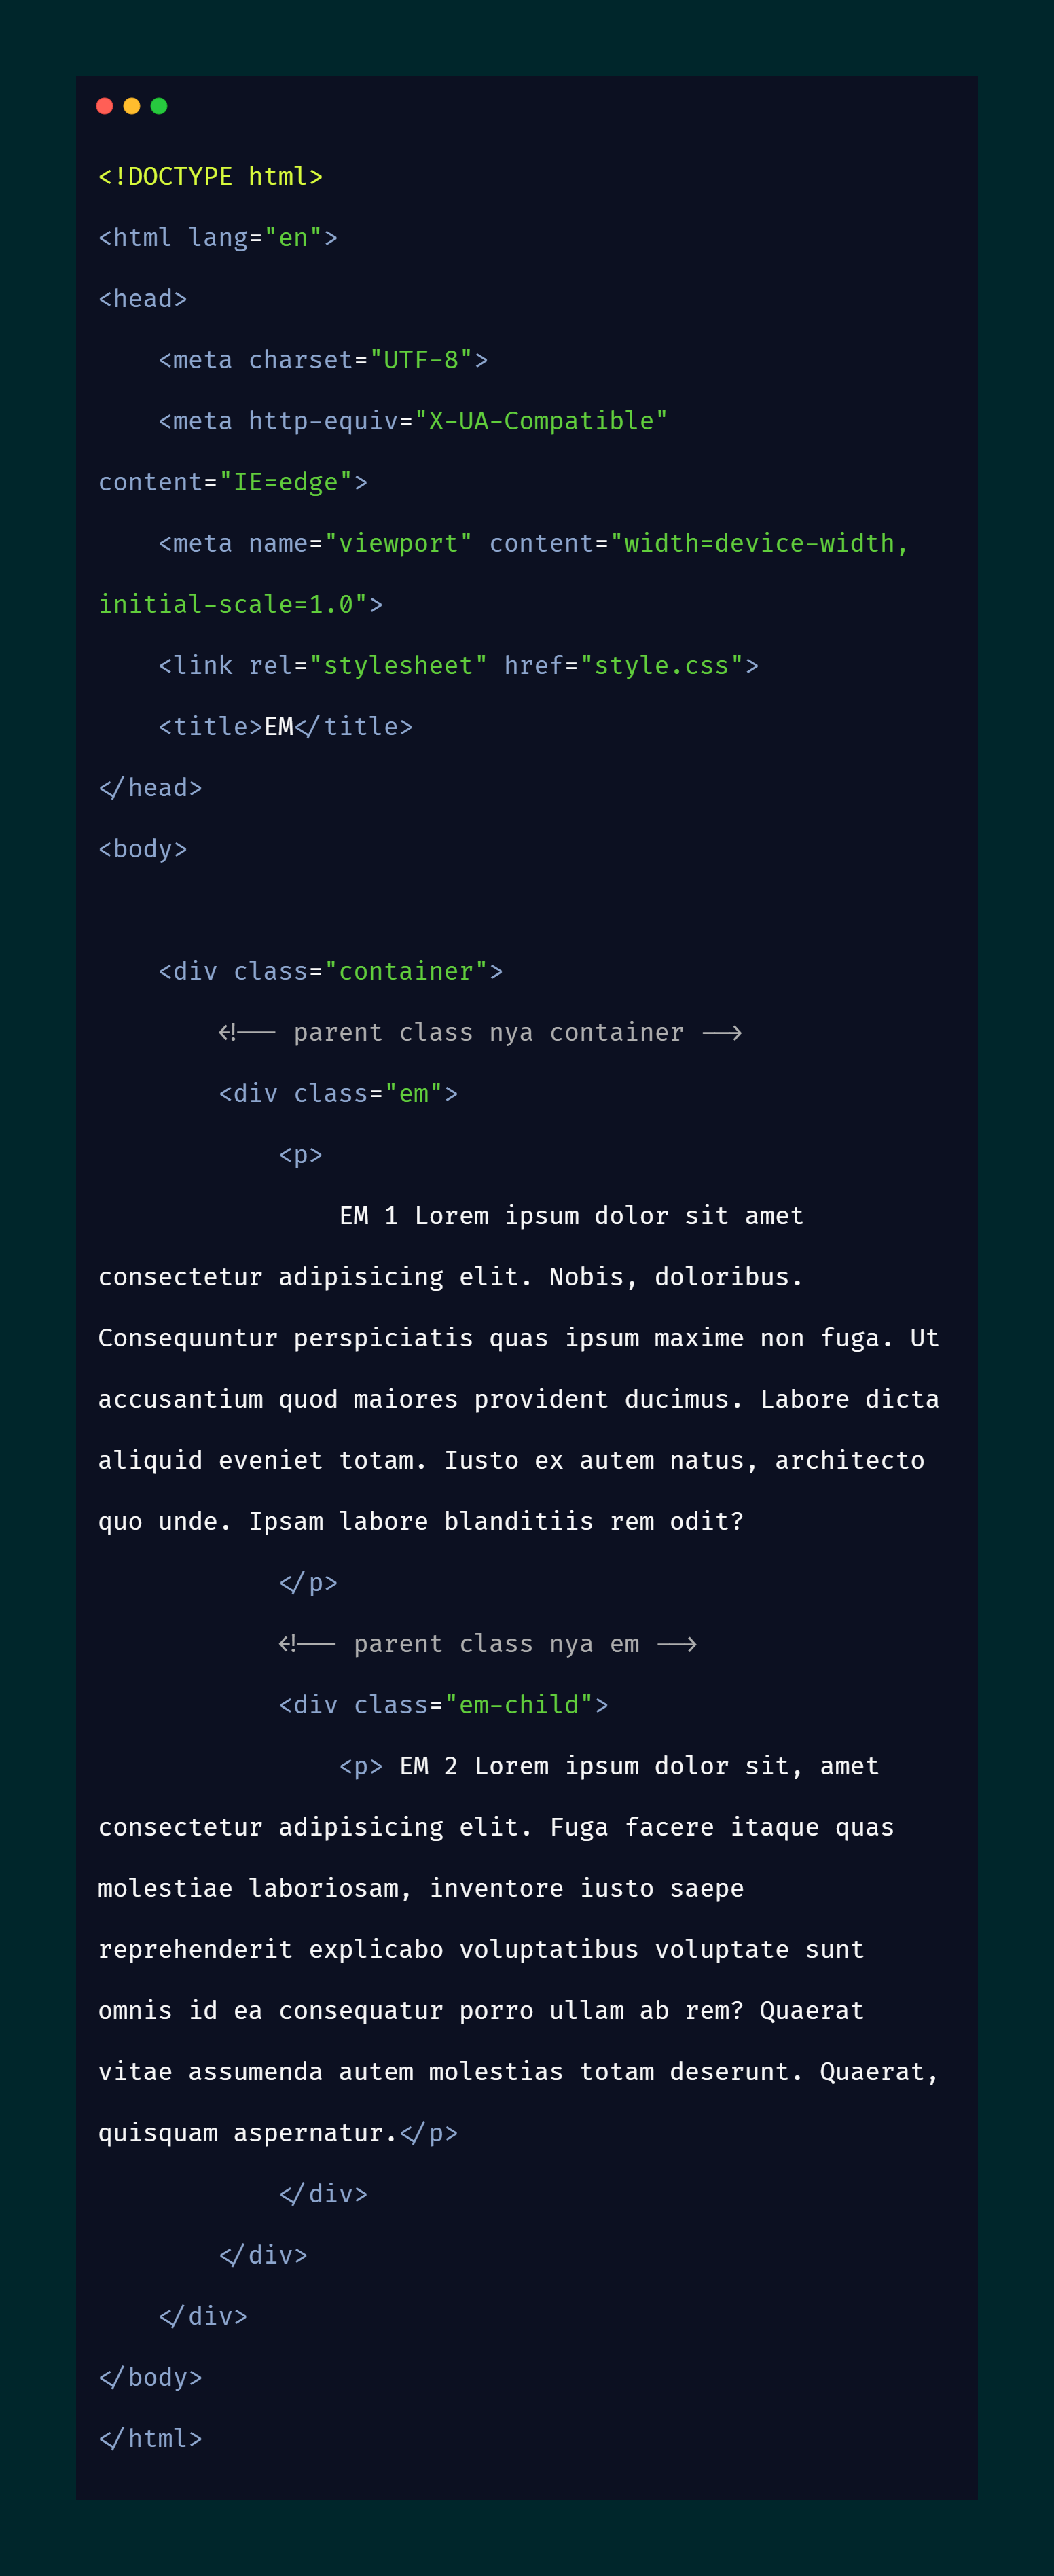 <!DOCTYPE html>
<html lang="en">
<head>
    <meta charset="UTF-8">
    <meta http-equiv="X-UA-Compatible"
content="IE=edge">
    <meta name="viewport" content="width=device-width,
initial-scale=1.0">
    <link rel="stylesheet" href="style.css">
    <title>EM</title>
</head>
<body>

    <div class="container">
        <!-- parent class nya container -->
        <div class="em">
            <p>
                EM 1 Lorem ipsum dolor sit amet
consectetur adipisicing elit. Nobis, doloribus.
Consequuntur perspiciatis quas ipsum maxime non fuga. Ut
accusantium quod maiores provident ducimus. Labore dicta
aliquid eveniet totam. Iusto ex autem natus, architecto
quo unde. Ipsam labore blanditiis rem odit?
            </p>
            <!-- parent class nya em -->
            <div class="em-child">
                <p> EM 2 Lorem ipsum dolor sit, amet
consectetur adipisicing elit. Fuga facere itaque quas
molestiae laboriosam, inventore iusto saepe
reprehenderit explicabo voluptatibus voluptate sunt
omnis id ea consequatur porro ullam ab rem? Quaerat
vitae assumenda autem molestias totam deserunt. Quaerat,
quisquam aspernatur.</p>
            </div>
        </div>
    </div>
</body>
</html>